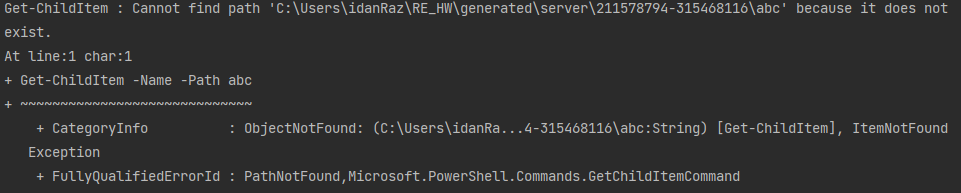 Get-ChildItem : Cannot find path 'C:\Users\idanRaz\RE_HW\generated\server\211578794-315468116\abc' because it does not
exist.
At line:1 char:1
+ Get-ChildItem -Name -Path abc
+ ~~~~~~~~~~~~~~~~~~~~~~~~~~~~~
    + CategoryInfo          : ObjectNotFound: (C:\Users\idanRa...4-315468116\abc:String) [Get-ChildItem], ItemNotFound
   Exception
    + FullyQualifiedErrorId : PathNotFound,Microsoft.PowerShell.Commands.GetChildItemCommand